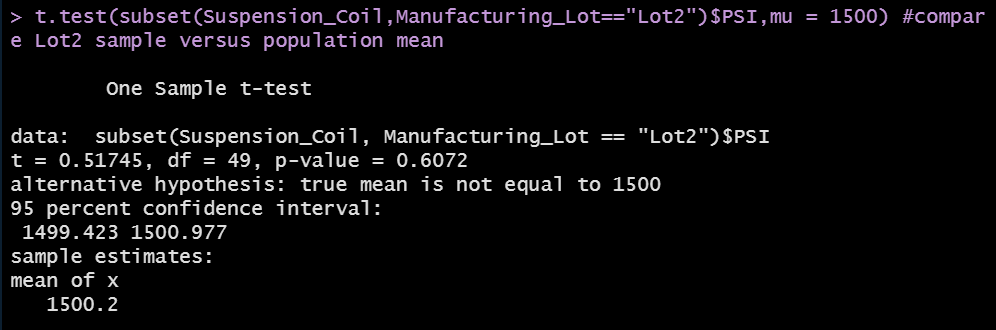 > t.test(subset(Suspension_Coil,Manufacturing_Lot=="Lot2")$PSI,mu = 1500) #compar
e Lot2 sample versus population mean
One Sample t-test
data:  subset(Suspension_Coil, Manufacturing_Lot == "Lot2")$PSI
t = 0.51745, df = 49, p-value = 0.6072
alternative hypothesis: true mean is not equal to 1500
95 percent confidence interval:
1499.423 1500.977
sample estimates:
mean of x
1500.2